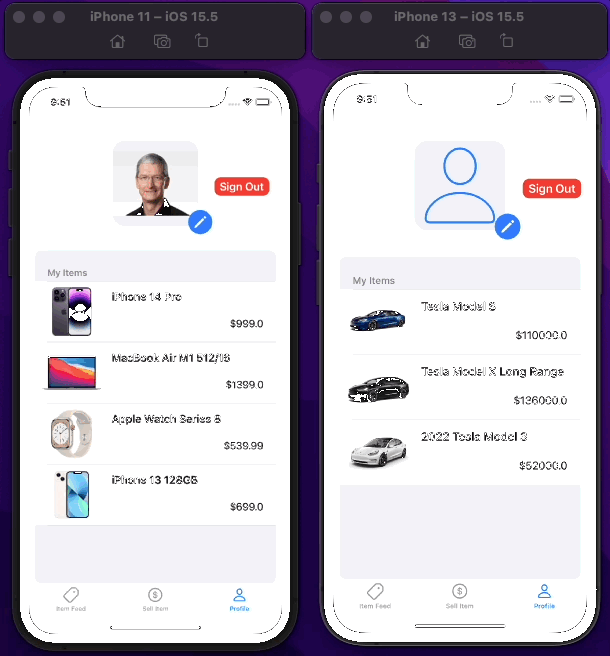 iPhone 11 – iOS 15.5
9:51
Sign Out
My Items
iPhone 14 Pro
$999.0
MacBook Air M1 512/16
$1399.0
Apple Watch Series 8
$539.99
iPhone 13 128GB
$699.0
Item Feed
Sell Item
Profile
iPhone 13 – iOS 15.5
9:51
Sign Out
My Items
Tesla Model S
$110000.0
Tesla Model X Long Range
$136000.0
2022 Tesla Model 3
$52000.0
Item Feed
Sell Item
Profile